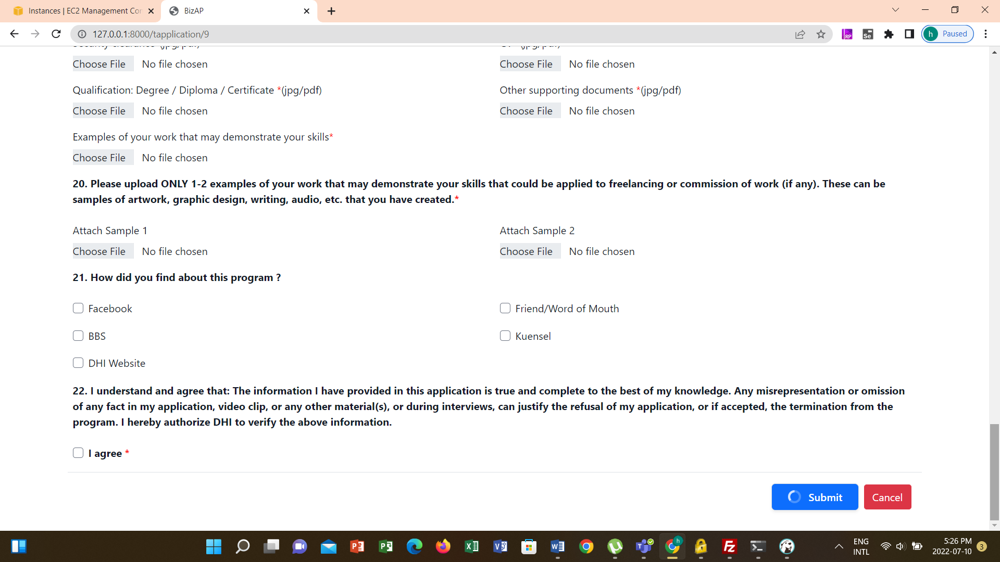 Instances | EC2 Management Con
BizAP
127.0.0.1:8000/tapplication/9
RP
Se
h Paused
Choose File No file chosen
Choose File No file chosen
Qualification: Degree / Diploma / Certificate *(jpg/pdf)
Other supporting documents *(jpg/pdf)
Choose File No file chosen
Choose File No file chosen
Examples of your work that may demonstrate your skills*
Choose File No file chosen
20. Please upload ONLY 1-2 examples of your work that may demonstrate your skills that could be applied to freelancing or commission of work (if any). These can be
samples of artwork, graphic design, writing, audio, etc. that you have created.*
Attach Sample 1
Attach Sample 2
Choose File No file chosen
Choose File No file chosen
21. How did you find about this program ?
Facebook
Friend/Word of Mouth
BBS
Kuensel
DHI Website
22. I understand and agree that: The information I have provided in this application is true and complete to the best of my knowledge. Any misrepresentation or omission
of any fact in my application, video clip, or any other material(s), or during interviews, can justify the refusal of my application, or if accepted, the termination from the
program. I hereby authorize DHI to verify the above information.
I agree *
Submit
Cancel
ENG
INTL
5:26 PM
2022-07-10
3